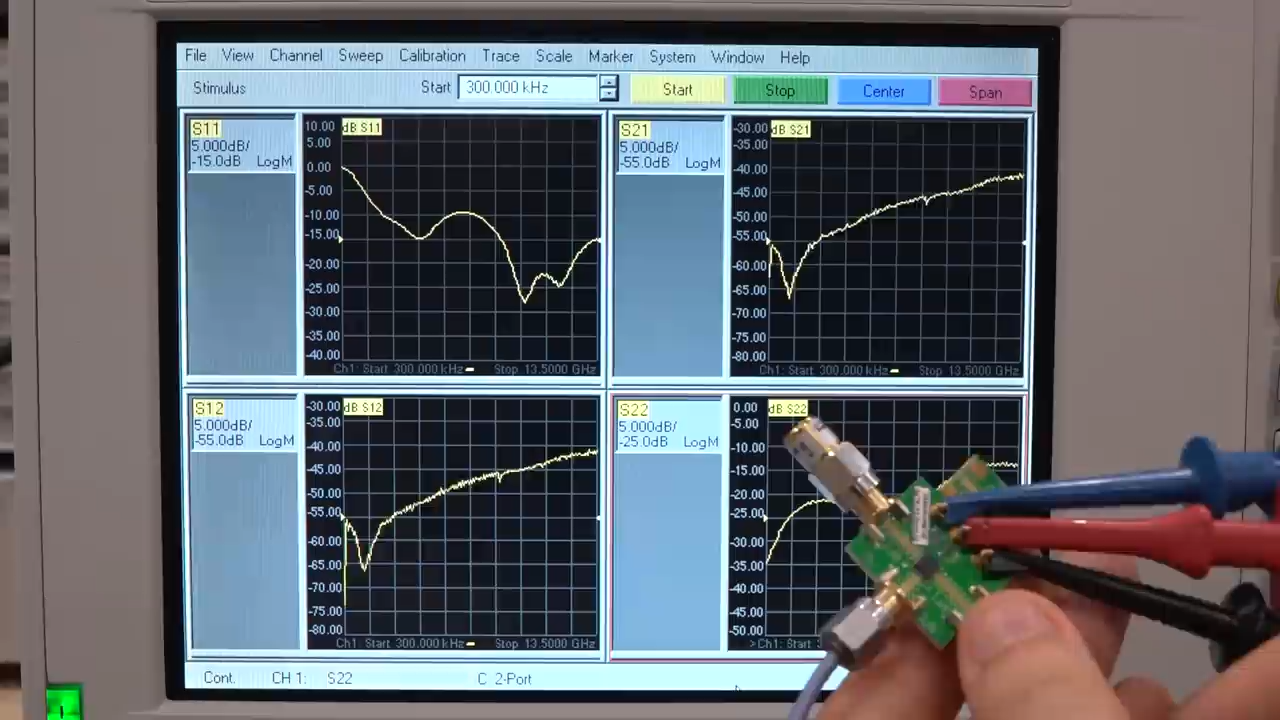 File View Channel Sweep Calibration Trace Scale Marker System Window Help
Stimulus Start 300.000 kHz Start Stop Center Span
S11
5.000dB/
-15.0dB LogM
dB S11
10.00
5.00
0.00
-5.00
-10.00
-15.00
-20.00
-25.00
-30.00
-35.00
-40.00
Ch1: Start 300.000 kHz Stop 13.5000 GHz
S21
5.000dB/
-55.0dB LogM
dB S21
-30.00
-35.00
-40.00
-45.00
-50.00
-55.00
-60.00
-65.00
-70.00
-75.00
-80.00
Ch1: Start 300.000 kHz Stop 13.5000 GHz
S12
5.000dB/
-55.0dB LogM
dB S12
-30.00
-35.00
-40.00
-45.00
-50.00
-55.00
-60.00
-65.00
-70.00
-75.00
-80.00
Ch1: Start 300.000 kHz Stop 13.5000 GHz
S22
5.000dB/
-25.0dB LogM
dB S22
0.00
-5.00
-10.00
-15.00
-20.00
-25.00
-30.00
-35.00
-40.00
-45.00
-50.00
>Ch1: Start
Cont. CH 1: S22 C 2-Port